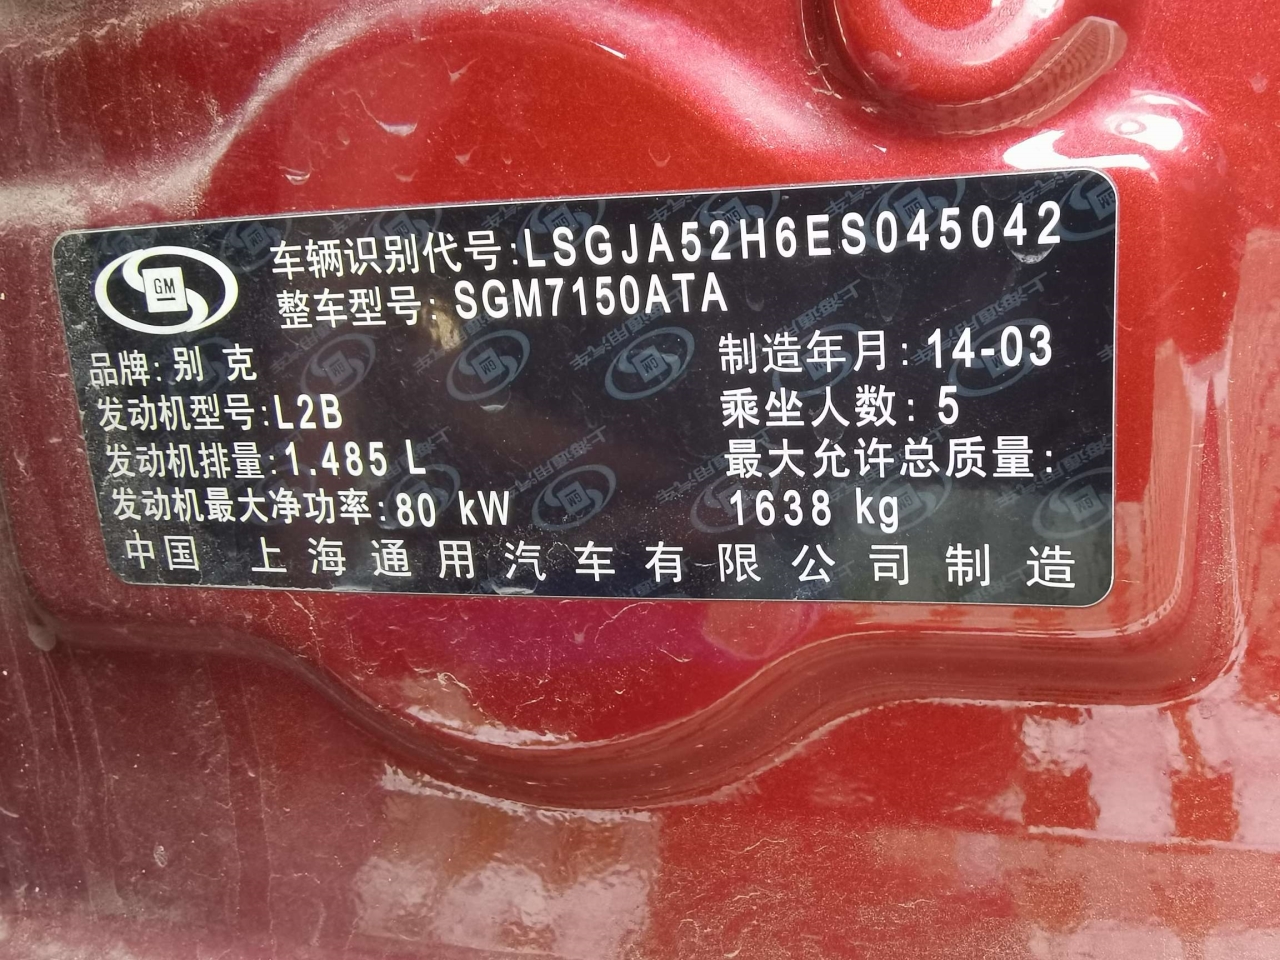 车辆识别代号:LSGJA52H6ES045042
GM 整车型号: SGM7150ATA
品牌: 别 克 制造年月: 14-03
发动机型号:L2B 乘坐人数: 5
发动机排量:1.485 L 最大允许总质量:
发动机最大净功率:80 kW 1638 kg
中国 上海通用汽车有限公司制造